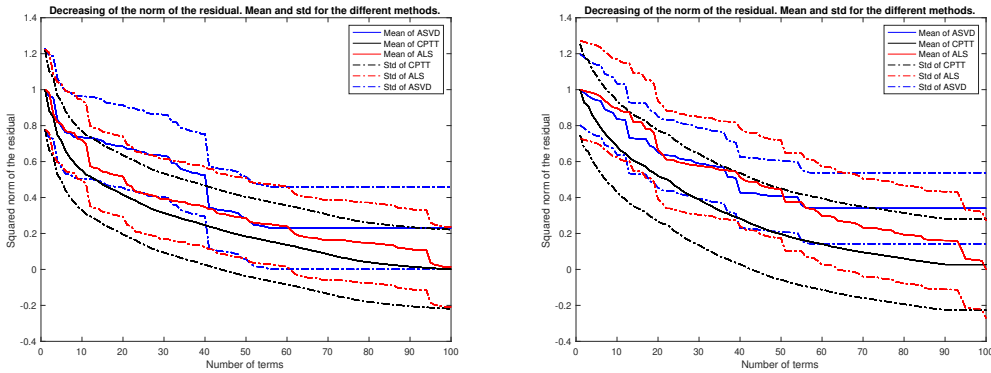 Decreasing of the norm of the residual. Mean and std for the different methods.
1.4
1.2
1
0.8
0.6
0.4
0.2
0
-0.2
-0.4
Squared norm of the residual
0 10 20 30 40 50 60 70 80 90 100
Number of terms
Mean of ASVD
Mean of CPTT
Mean of ALS
Std of CPTT
Std of ALS
Std of ASVD
Decreasing of the norm of the residual. Mean and std for the different methods.
1.4
1.2
1
0.8
0.6
0.4
0.2
0
-0.2
-0.4
Squared norm of the residual
0 10 20 30 40 50 60 70 80 90 100
Number of terms
Mean of ASVD
Mean of CPTT
Mean of ALS
Std of CPTT
Std of ALS
Std of ASVD